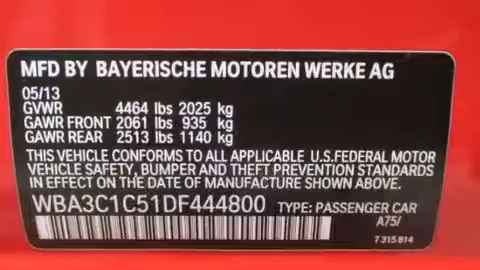 MFD BY BAYERISCHE MOTOREN WERKE AG
05/13
GVWR 4464 lbs 2025 kg
GAWR FRONT 2061 lbs 935 kg
GAWR REAR 2513 lbs 1140 kg
THIS VEHICLE CONFORMS TO ALL APPLICABLE U.S.FEDERAL MOTOR
VEHICLE SAFETY, BUMPER AND THEFT PREVENTION STANDARDS
IN EFFECT ON THE DATE OF MANUFACTURE SHOWN ABOVE.
WBA3C1C51DF444800 TYPE: PASSENGER CAR
A75/
7 315 814